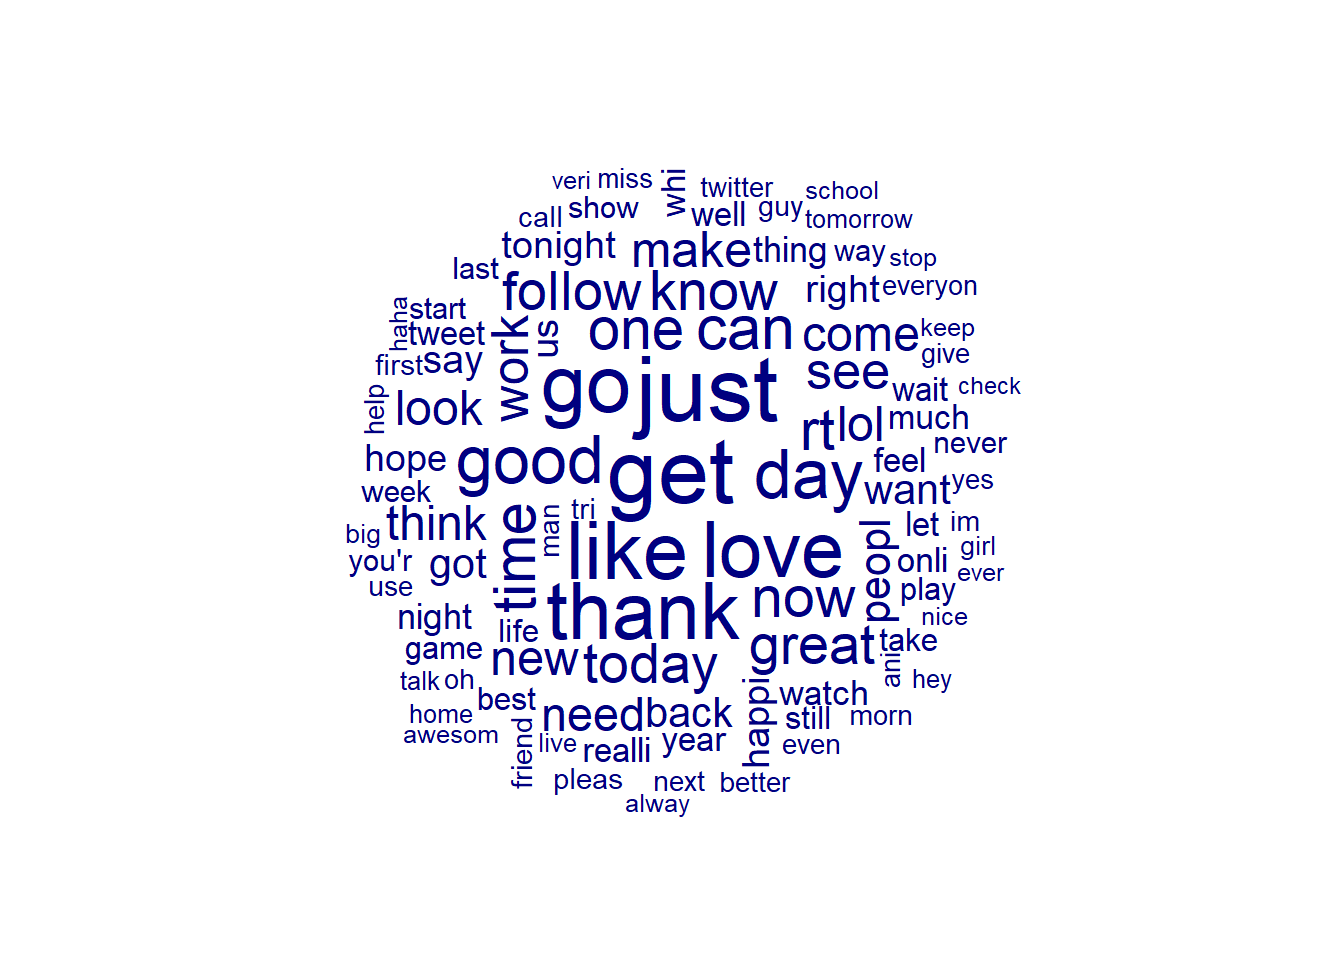 veri miss whi twitter school
call show well guy tomorrow
tonight make thing way stop
last follow know right everyon
haha start tweet work us one can come keep
first say go just see give
help look rt lol wait check
much never
hope good get day feel want yes
week think time man tri peopl let im
big you'r got like love onli girl
use thank now play ever
night life nice
game new today great take
talk oh best need back happi watch ani hey
home awesom friend live realli year still morn
even
pleas next better
alway